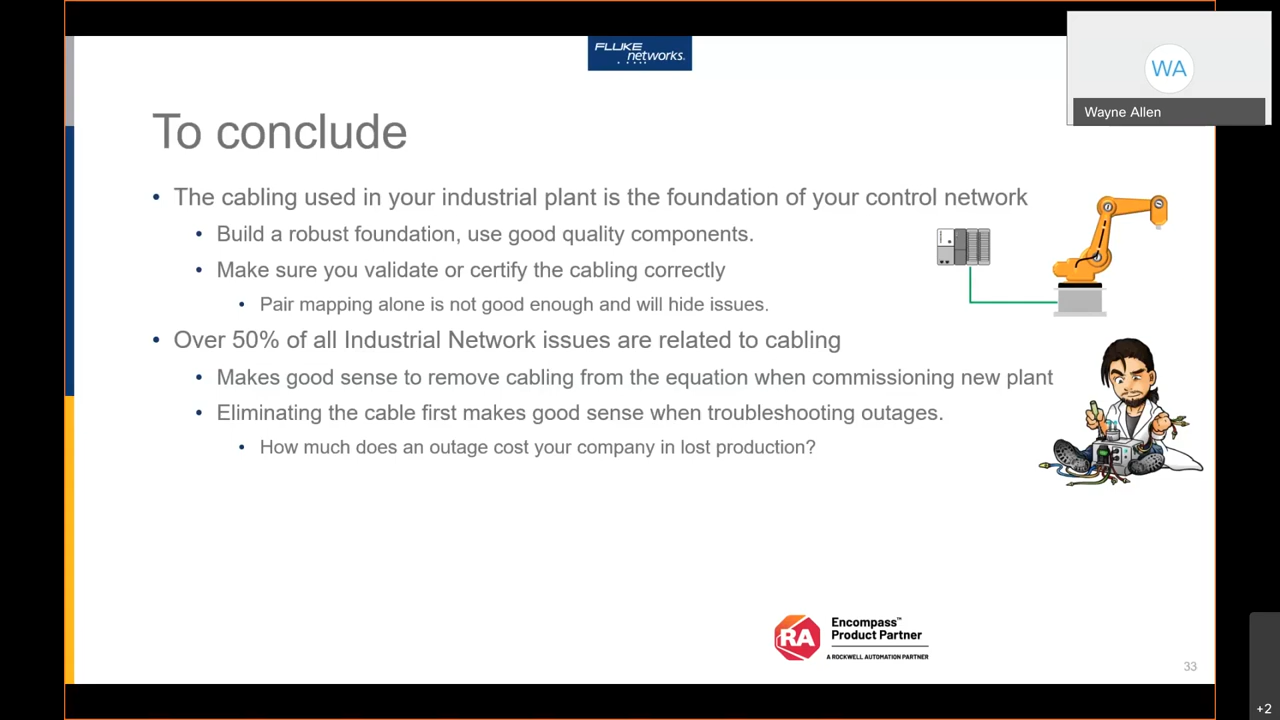 FLUKE
networks.
WA
Wayne Allen
To conclude
• The cabling used in your industrial plant is the foundation of your control network
• Build a robust foundation, use good quality components.
• Make sure you validate or certify the cabling correctly
• Pair mapping alone is not good enough and will hide issues.
• Over 50% of all Industrial Network issues are related to cabling
• Makes good sense to remove cabling from the equation when commissioning new plant
• Eliminating the cable first makes good sense when troubleshooting outages.
• How much does an outage cost your company in lost production?
RA
Encompass™
Product Partner
A ROCKWELL AUTOMATION PARTNER
33
+2